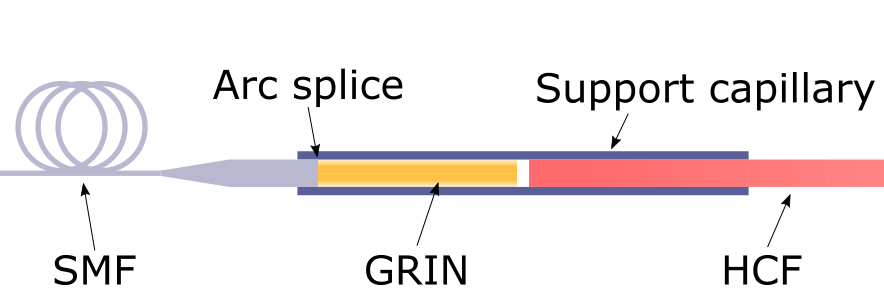 Arc splice
Support capillary
SMF
GRIN
HCF